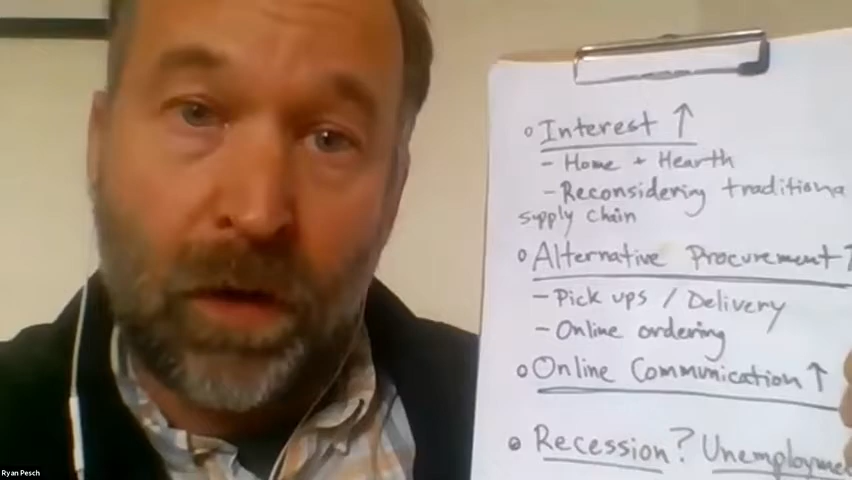 o Interest ↑
- Home + Hearth
- Reconsidering traditiona
supply chain
o Alternative Procurement ↑
- Pick ups / Delivery
- Online ordering
o Online Communication ↑
o Recession? Unemployme
Ryan Pesch